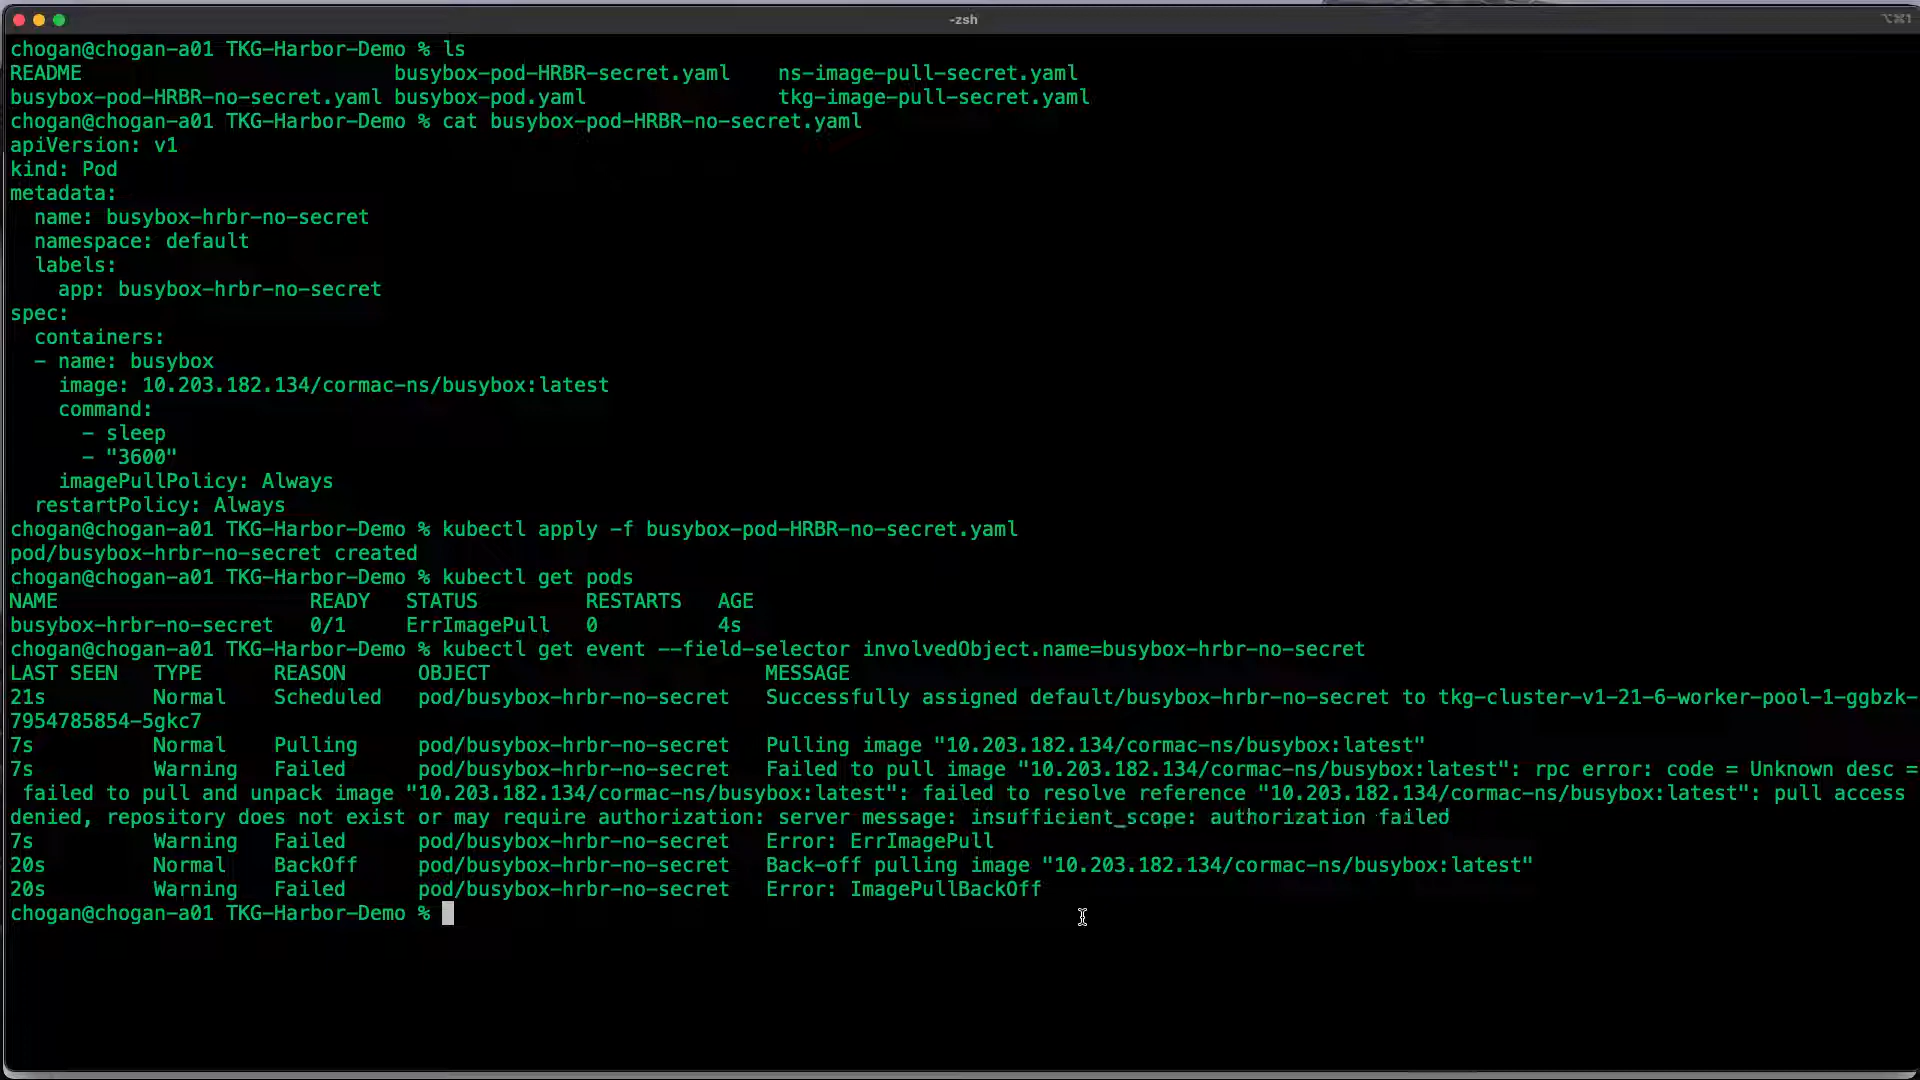 -zsh
⌥⌘1
chogan@chogan-a01 TKG-Harbor-Demo % ls
README                          busybox-pod-HRBR-secret.yaml    ns-image-pull-secret.yaml
busybox-pod-HRBR-no-secret.yaml busybox-pod.yaml                tkg-image-pull-secret.yaml
chogan@chogan-a01 TKG-Harbor-Demo % cat busybox-pod-HRBR-no-secret.yaml
apiVersion: v1
kind: Pod
metadata:
  name: busybox-hrbr-no-secret
  namespace: default
  labels:
    app: busybox-hrbr-no-secret
spec:
  containers:
  - name: busybox
    image: 10.203.182.134/cormac-ns/busybox:latest
    command:
      - sleep
      - "3600"
    imagePullPolicy: Always
  restartPolicy: Always
chogan@chogan-a01 TKG-Harbor-Demo % kubectl apply -f busybox-pod-HRBR-no-secret.yaml
pod/busybox-hrbr-no-secret created
chogan@chogan-a01 TKG-Harbor-Demo % kubectl get pods
NAME                     READY   STATUS         RESTARTS   AGE
busybox-hrbr-no-secret   0/1     ErrImagePull   0          4s
chogan@chogan-a01 TKG-Harbor-Demo % kubectl get event --field-selector involvedObject.name=busybox-hrbr-no-secret
LAST SEEN   TYPE      REASON      OBJECT                       MESSAGE
21s         Normal    Scheduled   pod/busybox-hrbr-no-secret   Successfully assigned default/busybox-hrbr-no-secret to tkg-cluster-v1-21-6-worker-pool-1-ggbzk-
7954785854-5gkc7
7s          Normal    Pulling     pod/busybox-hrbr-no-secret   Pulling image "10.203.182.134/cormac-ns/busybox:latest"
7s          Warning   Failed      pod/busybox-hrbr-no-secret   Failed to pull image "10.203.182.134/cormac-ns/busybox:latest": rpc error: code = Unknown desc =
 failed to pull and unpack image "10.203.182.134/cormac-ns/busybox:latest": failed to resolve reference "10.203.182.134/cormac-ns/busybox:latest": pull access
denied, repository does not exist or may require authorization: server message: insufficient_scope: authorization failed
7s          Warning   Failed      pod/busybox-hrbr-no-secret   Error: ErrImagePull
20s         Normal    BackOff     pod/busybox-hrbr-no-secret   Back-off pulling image "10.203.182.134/cormac-ns/busybox:latest"
20s         Warning   Failed      pod/busybox-hrbr-no-secret   Error: ImagePullBackOff
chogan@chogan-a01 TKG-Harbor-Demo %